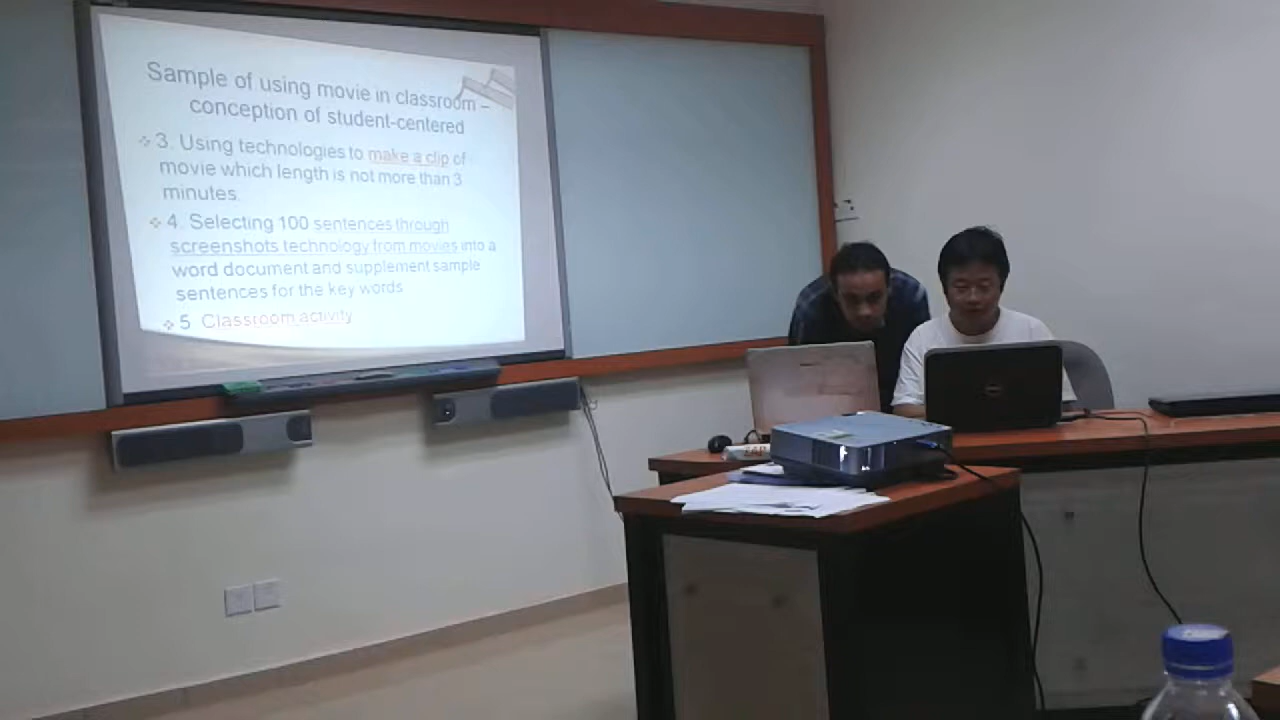 Sample of using movie in classroom –
conception of student-centered
3. Using technologies to make a clip of
movie which length is not more than 3
minutes.
4. Selecting 100 sentences through
screenshots technology from movies into a
word document and supplement sample
sentences for the key words
5 Classroom activity